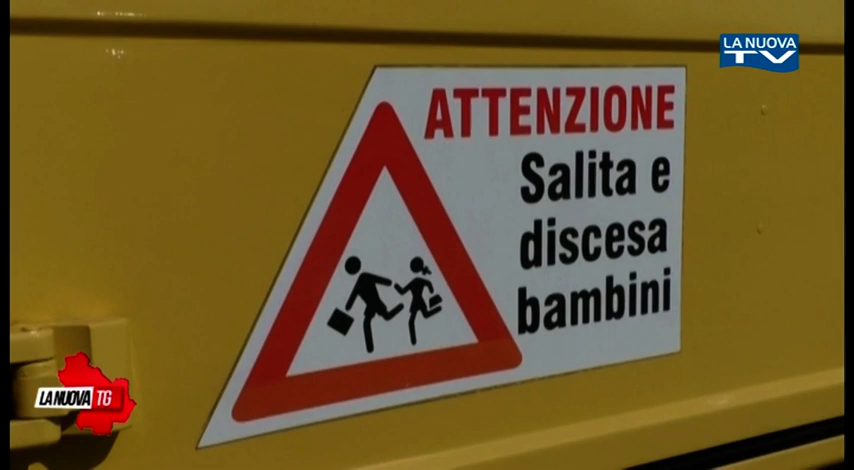 LA NUOVA
TV
ATTENZIONE
Salita e
discesa
bambini
LA NUOVA TG